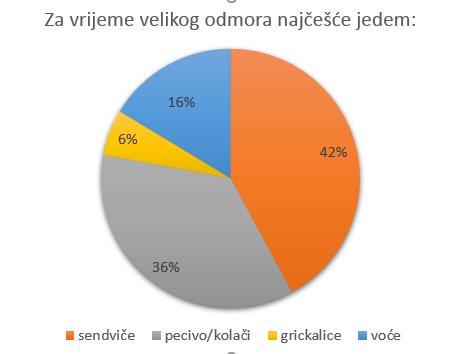 Za vrijeme velikog odmora najčešće jedem:
16%
6%
42%
36%
sendviče pecivo/kolači grickalice voće